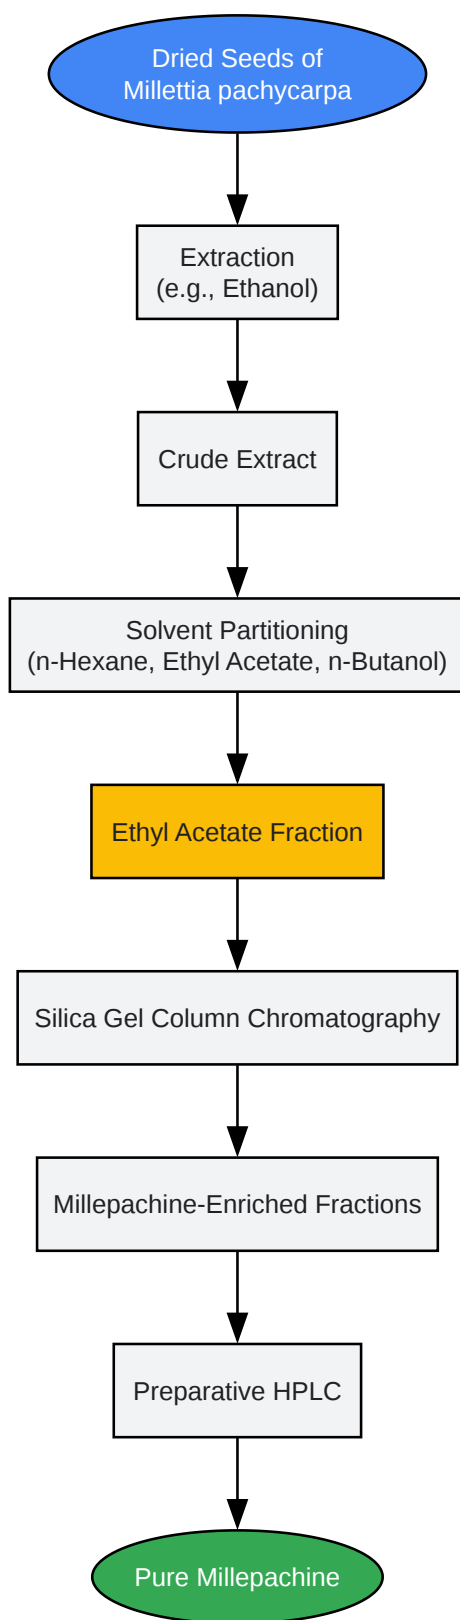 Dried Seeds of
Millettia pachycarpa
Extraction
(e.g., Ethanol)
Crude Extract
Solvent Partitioning
(n-Hexane, Ethyl Acetate, n-Butanol)
Ethyl Acetate Fraction
Silica Gel Column Chromatography
Millepachine-Enriched Fractions
Preparative HPLC
Pure Millepachine